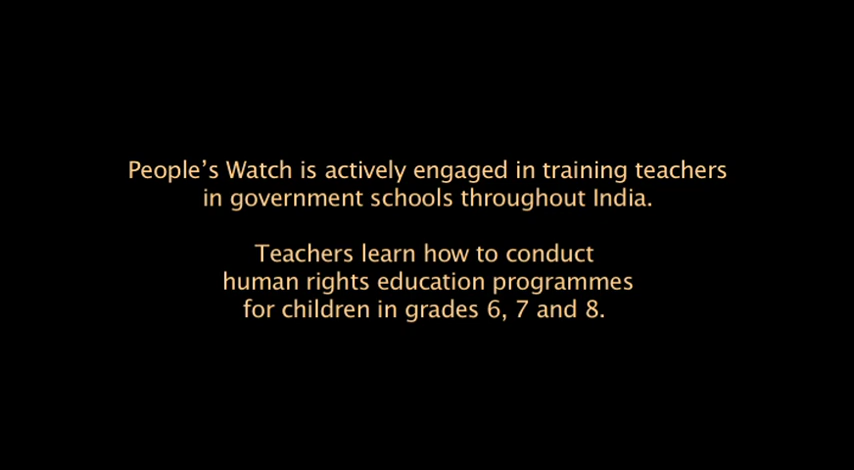 People’s Watch is actively engaged in training teachers
in government schools throughout India.
Teachers learn how to conduct
human rights education programmes
for children in grades 6, 7 and 8.